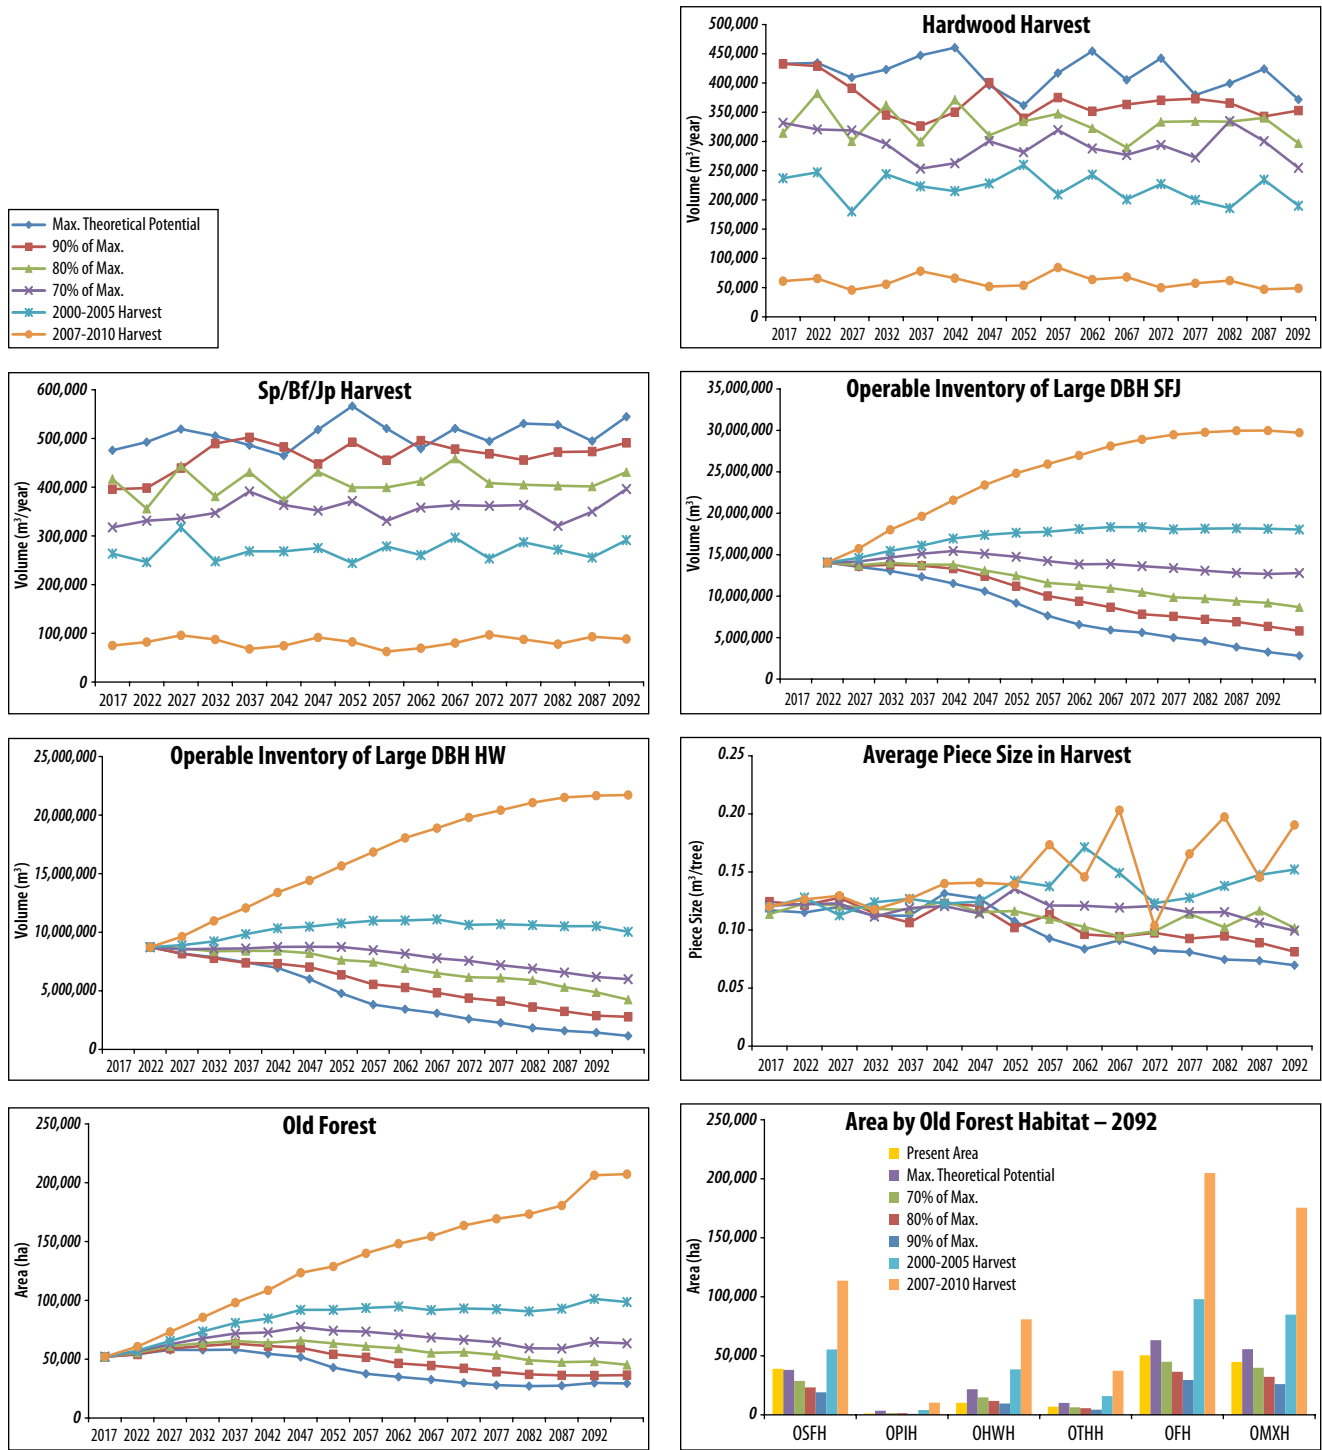 Max. Theoretical Potential
90% of Max.
80% of Max.
70% of Max.
2000-2005 Harvest
2007-2010 Harvest
Hardwood Harvest
Volume (m³/year)
500,000
450,000
400,000
350,000
300,000
250,000
200,000
150,000
100,000
50,000
0
2017 2022 2027 2032 2037 2042 2047 2052 2057 2062 2067 2072 2077 2082 2087 2092
Sp/Bf/Jp Harvest
Volume (m³/year)
600,000
500,000
400,000
300,000
200,000
100,000
0
2017 2022 2027 2032 2037 2042 2047 2052 2057 2062 2067 2072 2077 2082 2087 2092
Operable Inventory of Large DBH SFJ
Volume (m³)
35,000,000
30,000,000
25,000,000
20,000,000
15,000,000
10,000,000
5,000,000
0
2017 2022 2027 2032 2037 2042 2047 2052 2057 2062 2067 2072 2077 2082 2087 2092
Operable Inventory of Large DBH HW
Volume (m³)
25,000,000
20,000,000
15,000,000
10,000,000
5,000,000
0
2017 2022 2027 2032 2037 2042 2047 2052 2057 2062 2067 2072 2077 2082 2087 2092
Average Piece Size in Harvest
Piece Size (m³/tree)
0.25
0.20
0.15
0.10
0.05
0
2017 2022 2027 2032 2037 2042 2047 2052 2057 2062 2067 2072 2077 2082 2087 2092
Old Forest
Area (ha)
250,000
200,000
150,000
100,000
50,000
0
2017 2022 2027 2032 2037 2042 2047 2052 2057 2062 2067 2072 2077 2082 2087 2092
Area by Old Forest Habitat – 2092
Area (ha)
250,000
200,000
150,000
100,000
50,000
0
Present Area
Max. Theoretical Potential
70% of Max.
80% of Max.
90% of Max.
2000-2005 Harvest
2007-2010 Harvest
OSFH OPIH OHWH OTHH OFH OMXH